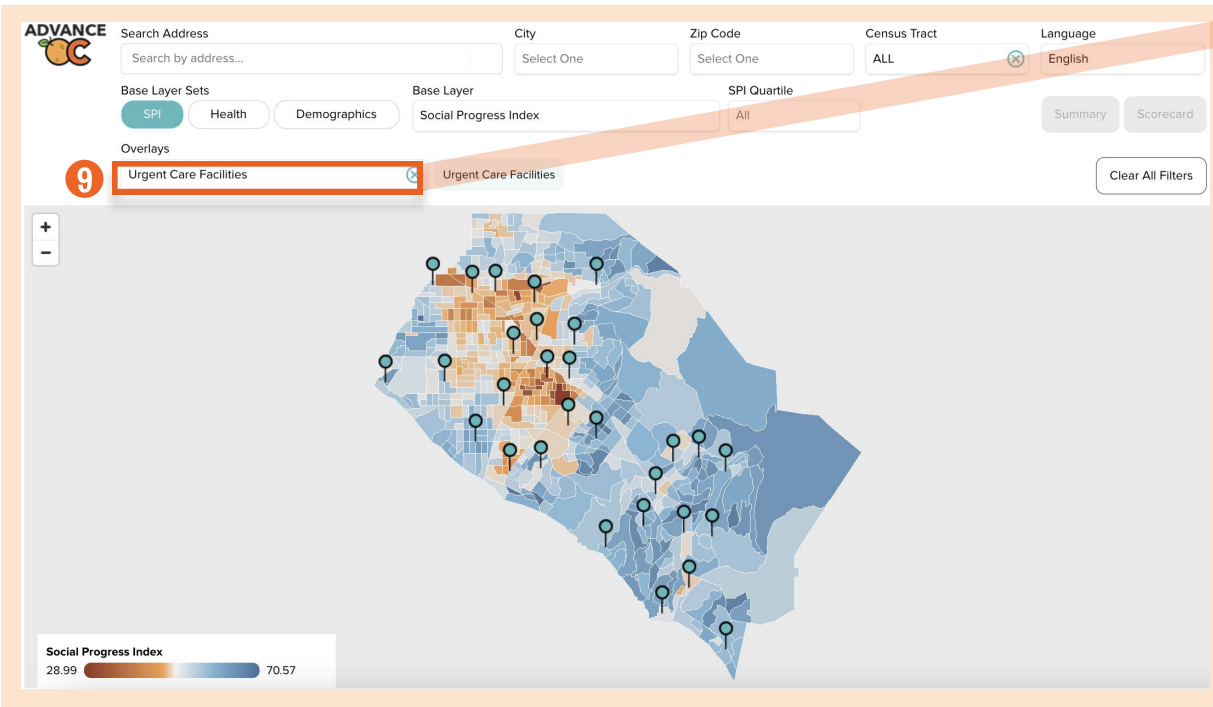 ADVANCE
OC
Search Address
City
Zip Code
Census Tract
Language
Search by address...
Select One
Select One
ALL
English
Base Layer Sets
Base Layer
SPI Quartile
SPI
Health
Demographics
Social Progress Index
All
Summary
Scorecard
Overlays
9
Urgent Care Facilities
Urgent Care Facilities
Clear All Filters
+
−
Social Progress Index
28.99
70.57